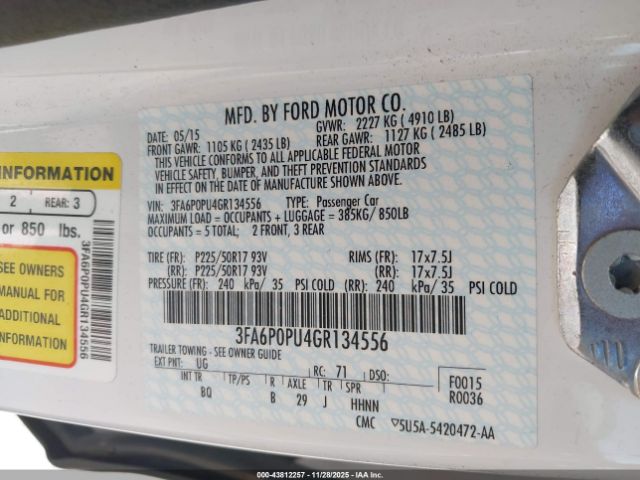 INFORMATION
2 REAR: 3
or 850 lbs.
SEE OWNERS
MANUAL FOR
ADDITIONAL
INFORMATION
3FA6P0PU4GR134556
MFD. BY FORD MOTOR CO.
DATE: 05/15 GVWR: 2227 KG ( 4910 LB)
FRONT GAWR: 1105 KG ( 2435 LB) REAR GAWR: 1127 KG ( 2485 LB)
THIS VEHICLE CONFORMS TO ALL APPLICABLE FEDERAL MOTOR
VEHICLE SAFETY, BUMPER, AND THEFT PREVENTION STANDARDS
IN EFFECT ON THE DATE OF MANUFACTURE SHOWN ABOVE.
VIN: 3FA6P0PU4GR134556 TYPE: Passenger Car
MAXIMUM LOAD = OCCUPANTS + LUGGAGE = 385KG/ 850LB
OCCUPANTS = 5 TOTAL; 2 FRONT, 3 REAR
TIRE (FR): P225/50R17 93V RIMS (FR): 17x7.5J
(RR): P225/50R17 93V (RR): 17x7.5J
PRESSURE (FR): 240 kPa/ 35 PSI COLD (RR): 240 kPa/ 35 PSI COLD
3FA6P0PU4GR134556
TRAILER TOWING - SEE OWNER GUIDE
EXT PNT: UG RC: 71 DSO: F0015
R0036
INT TR TP/PS R AXLE TR SPR
BQ B 29 J HHNN
CMC 5U5A-5420472-AA
000-43812257 - 11/28/2025 - IAAI.COM